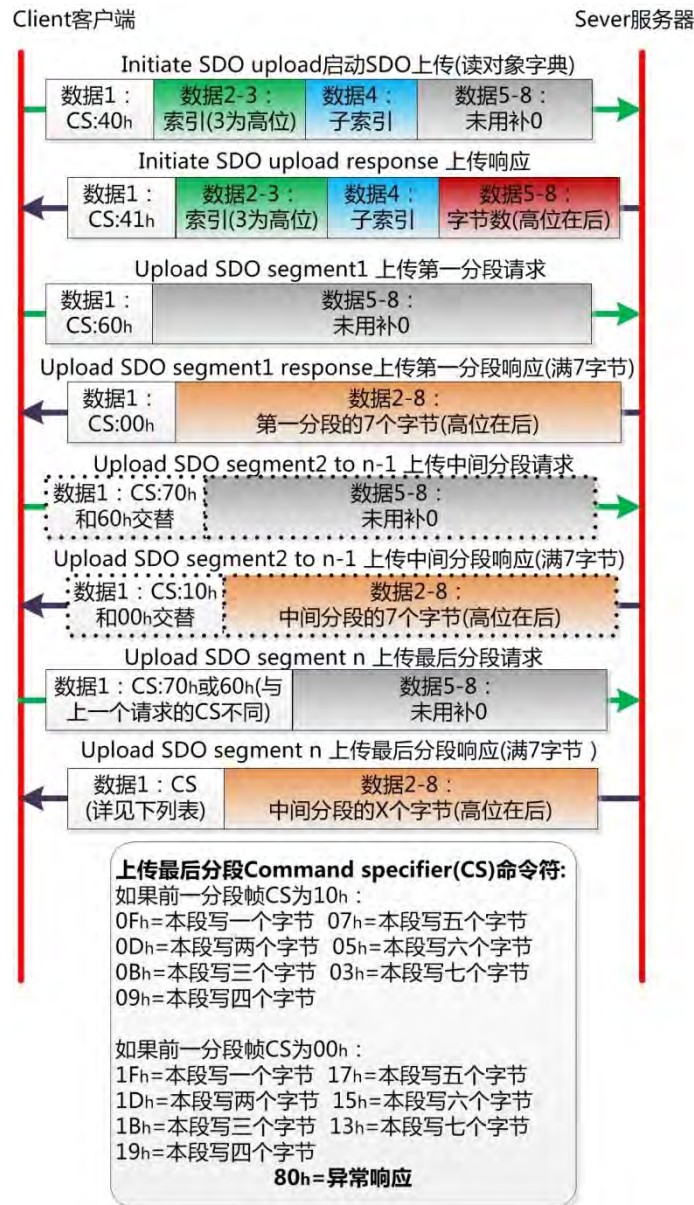 Client客户端 Sever服务器
Initiate SDO upload启动SDO上传(读对象字典)
数据1： 数据2-3： 数据4： 数据5-8：
CS:40h 索引(3为高位) 子索引 未用补0
Initiate SDO upload response 上传响应
数据1： 数据2-3： 数据4： 数据5-8：
CS:41h 索引(3为高位) 子索引 字节数(高位在后)
Upload SDO segment1 上传第一分段请求
数据1： 数据5-8：
CS:60h 未用补0
Upload SDO segment1 response上传第一分段响应(满7字节)
数据1： 数据2-8：
CS:00h 第一分段的7个字节(高位在后)
Upload SDO segment2 to n-1 上传中间分段请求
数据1：CS:70h 数据5-8：
和60h交替 未用补0
Upload SDO segment2 to n-1 上传中间分段响应(满7字节)
数据1：CS:10h 数据2-8：
和00h交替 中间分段的7个字节(高位在后)
Upload SDO segment n 上传最后分段请求
数据1：CS:70h或60h(与 数据5-8：
上一个请求的CS不同) 未用补0
Upload SDO segment n 上传最后分段响应(满7字节 )
数据1：CS 数据2-8：
(详见下列表) 中间分段的X个字节(高位在后)
上传最后分段Command specifier(CS)命令符:
如果前一分段帧CS为10h：
0Fh=本段写一个字节 07h=本段写五个字节
0Dh=本段写两个字节 05h=本段写六个字节
0Bh=本段写三个字节 03h=本段写七个字节
09h=本段写四个字节
如果前一分段帧CS为00h：
1Fh=本段写一个字节 17h=本段写五个字节
1Dh=本段写两个字节 15h=本段写六个字节
1Bh=本段写三个字节 13h=本段写七个字节
19h=本段写四个字节
80h=异常响应